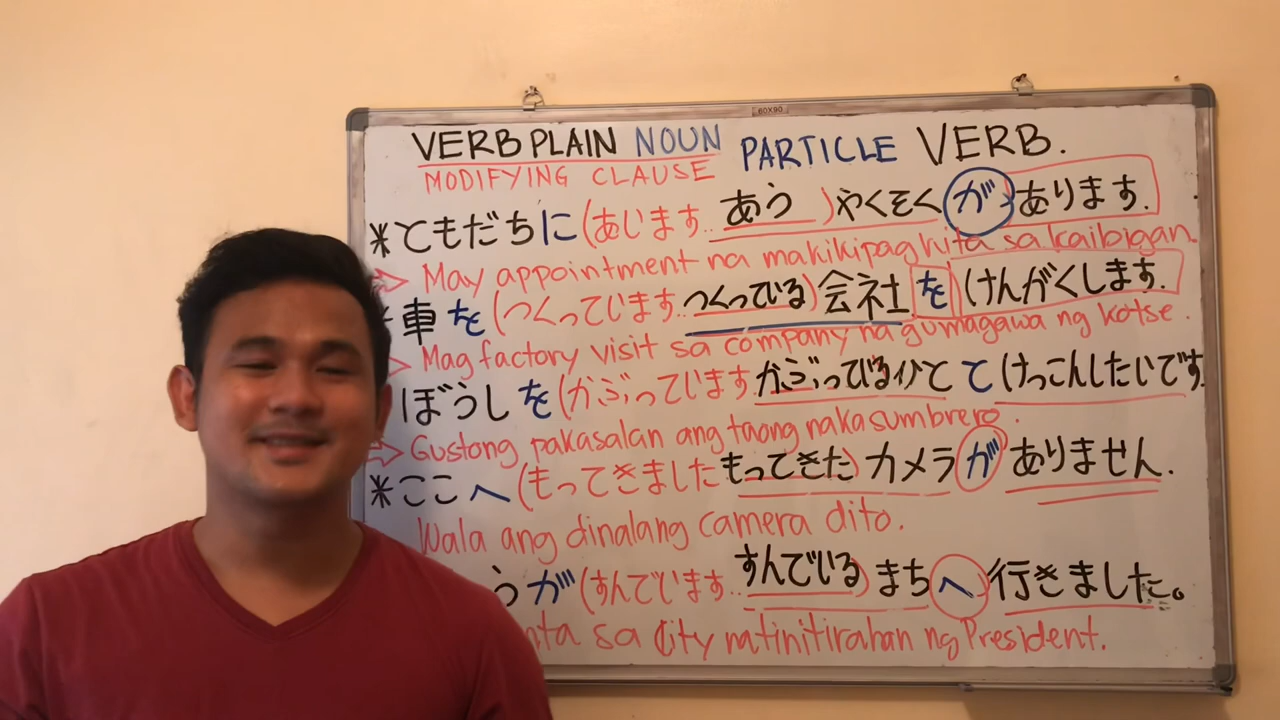 60X90
VERB PLAIN NOUN PARTICLE VERB.
MODIFYING CLAUSE
*ともだちに(あじます.. あう)やくそくがあります.
⇒ May appointment na makikipagkita sa kaibigan.
*車を(つくっています.. つくっている)会社を けんがくします.
Mag factory visit sa company na gumagawa ng kotse.
ぼうしを(かぶっています かぶっている ひとと けっこんしたいです.
⇒ Gustong pakasalan ang taong nakasumbrero.
*ここへ(もってきました もってきた)カメラが ありません.
Wala ang dinalang camera dito.
うが(すんでいます.. すんでいる)まちへ行きました。
nta sa City na tinitirahan ng President.